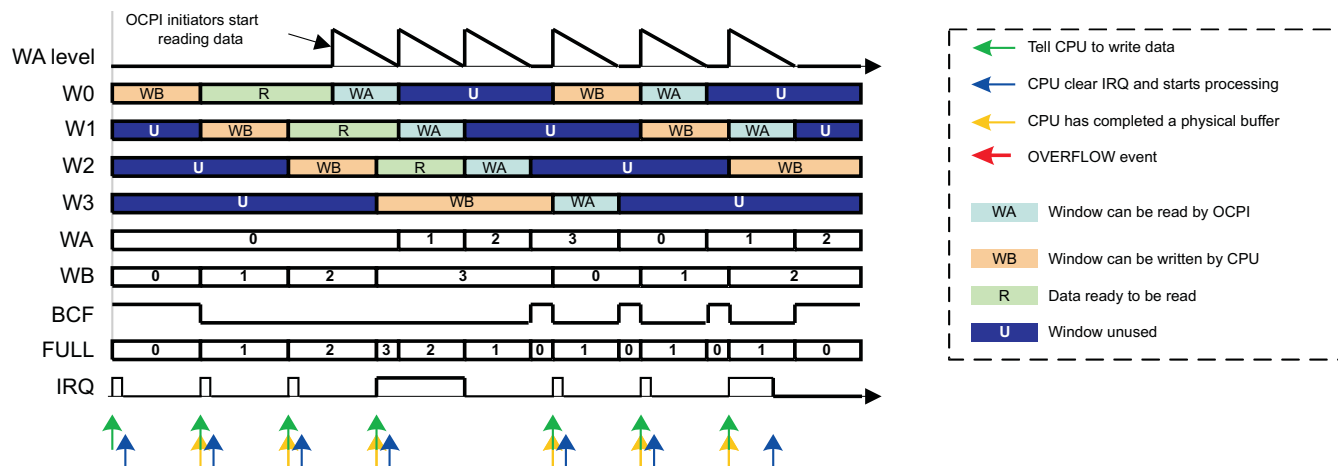 OCPI initiators start
reading data
WA level
W0 WB R WA U WB WA U
W1 U WB R WA U WB WA U
W2 U WB R WA U WB
W3 U WB WA U
WA 0 1 2 3 0 1 2
WB 0 1 2 3 0 1 2
BCF
FULL 0 1 2 3 2 1 0 1 0 1 0 1 0
IRQ
Tell CPU to write data
CPU clear IRQ and starts processing
CPU has completed a physical buffer
OVERFLOW event
WA Window can be read by OCPI
WB Window can be written by CPU
R Data ready to be read
U Window unused